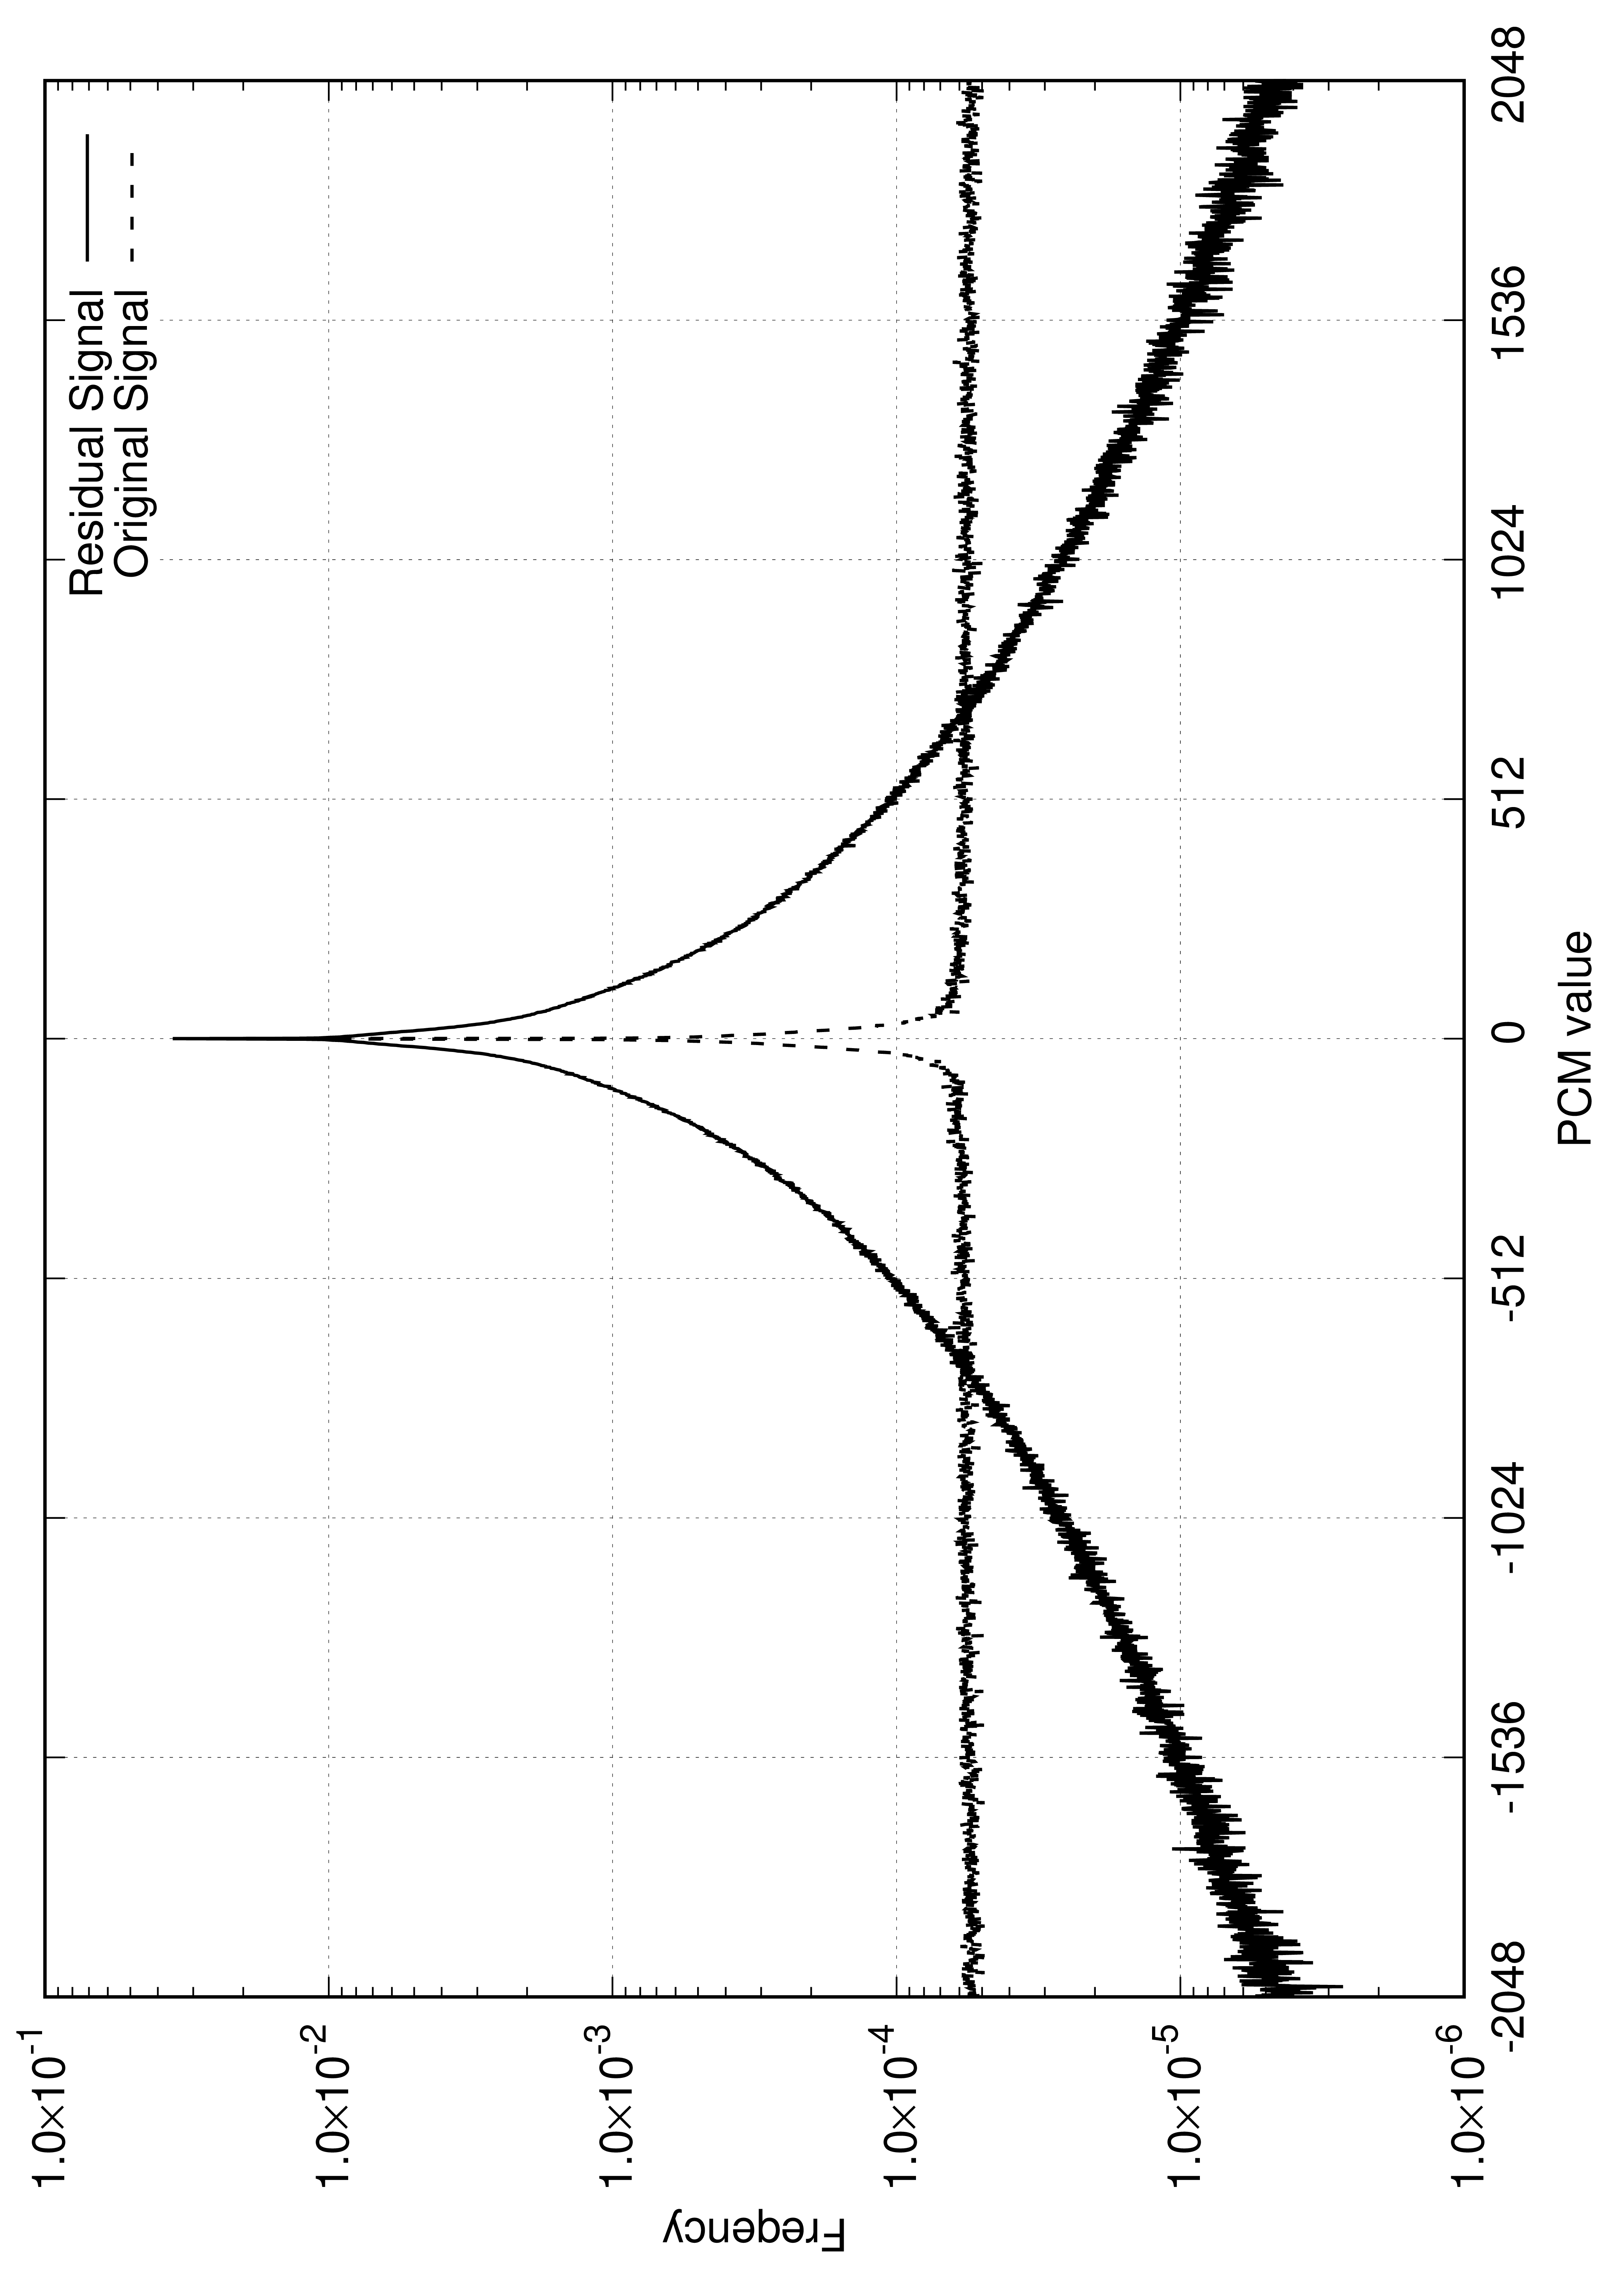 Freqency
1.0×10⁻¹
1.0×10⁻²
1.0×10⁻³
1.0×10⁻⁴
1.0×10⁻⁵
1.0×10⁻⁶
Residual Signal
Original Signal
-2048 -1536 -1024 -512 0 512 1024 1536 2048
PCM value